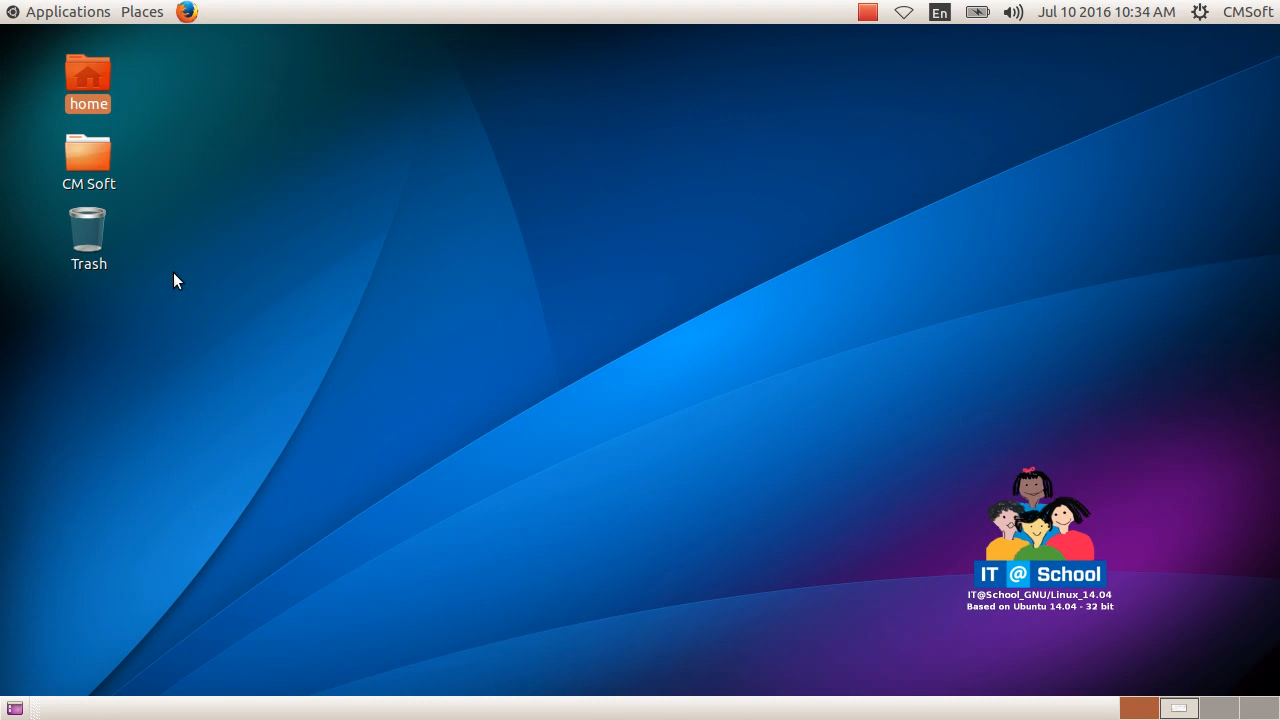 Applications Places En Jul 10 2016 10:34 AM CMSoft
home
CM Soft
Trash
IT @ School
IT@School_GNU/Linux_14.04
Based on Ubuntu 14.04 - 32 bit